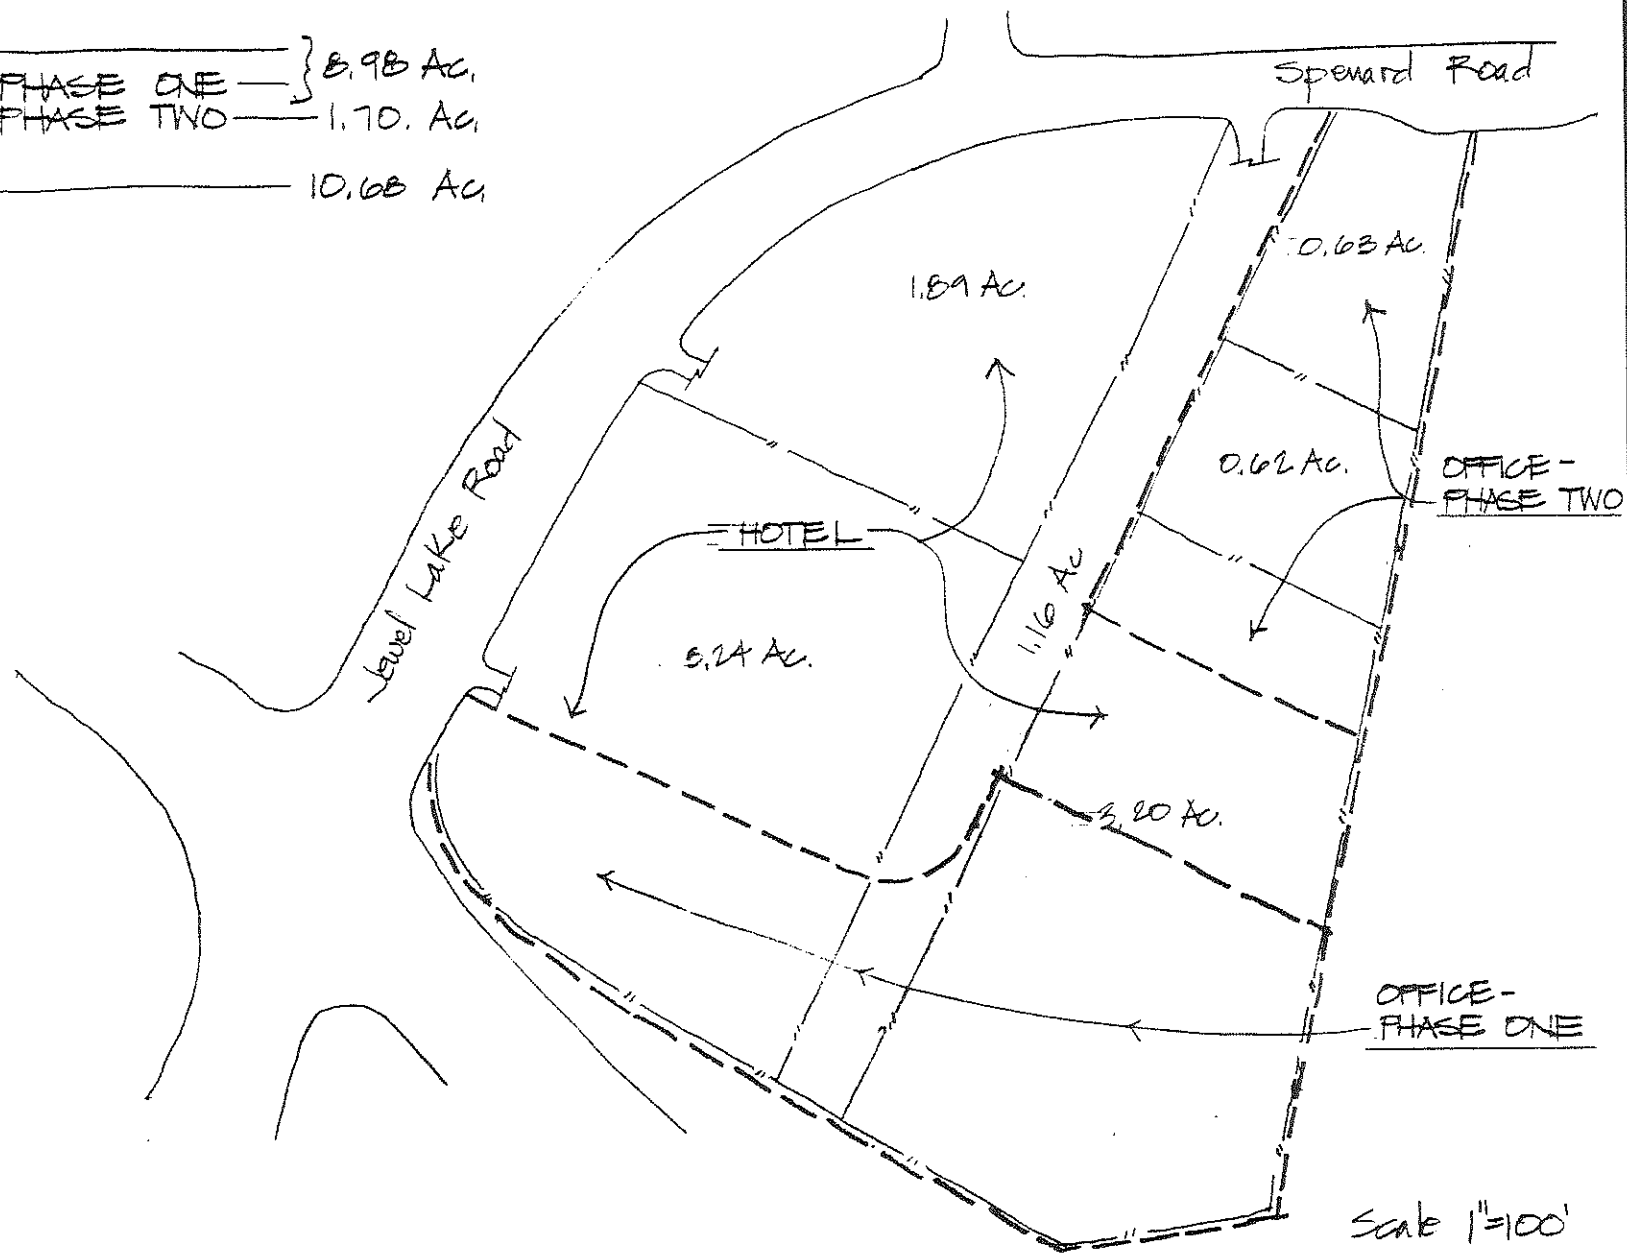 PHASE ONE — } 8.98 Ac.
PHASE TWO — 1.70. Ac.
10.68 Ac.
Spenard Road
0.63 Ac.
1.89 Ac.
Jewel Lake Road
0.62 Ac.
OFFICE -
PHASE TWO
HOTEL
1.16 Ac
3.24 Ac.
3.20 Ac.
OFFICE -
PHASE ONE
Scale 1"=100'